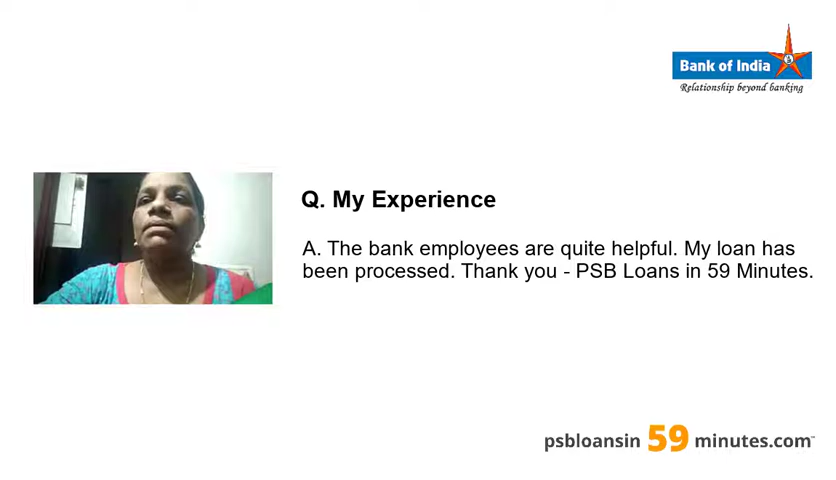 Bank of India
Relationship beyond banking
Q. My Experience
A. The bank employees are quite helpful. My loan has
been processed. Thank you - PSB Loans in 59 Minutes.
psbloansin 59 minutes.com™